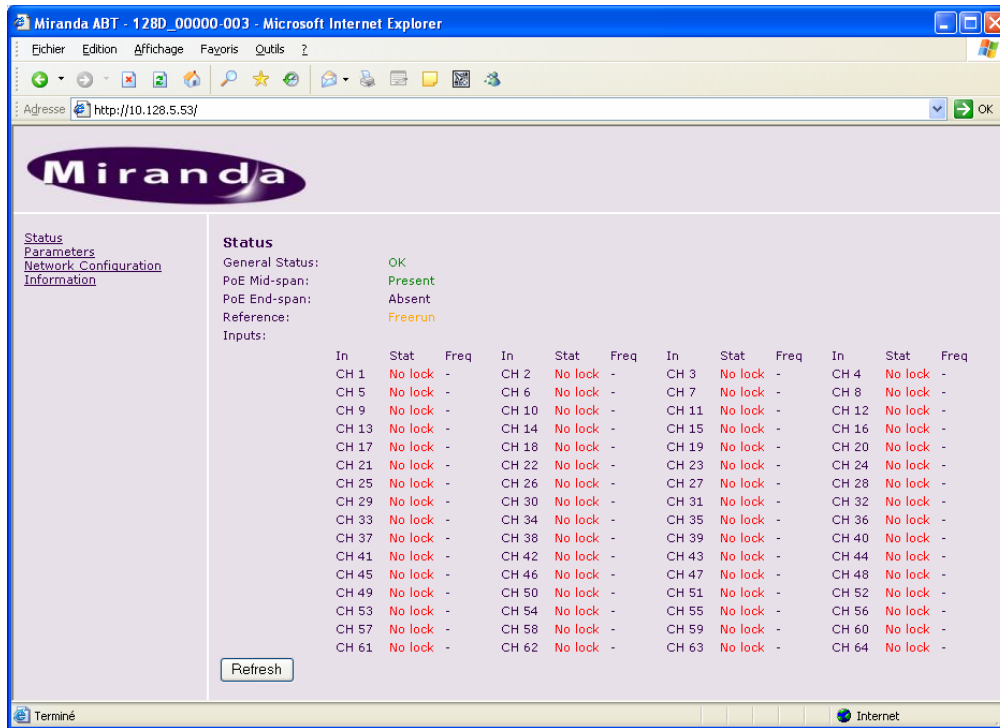 Miranda ABT - 128D_00000-003 - Microsoft Internet Explorer
Fichier Edition Affichage Favoris Outils ?
Adresse http://10.128.5.53/ OK
Miranda
Status
Parameters
Network Configuration
Information
Status
General Status: OK
PoE Mid-span: Present
PoE End-span: Absent
Reference: Freerun
Inputs:
In Stat Freq In Stat Freq In Stat Freq In Stat Freq
CH 1 No lock - CH 2 No lock - CH 3 No lock - CH 4 No lock -
CH 5 No lock - CH 6 No lock - CH 7 No lock - CH 8 No lock -
CH 9 No lock - CH 10 No lock - CH 11 No lock - CH 12 No lock -
CH 13 No lock - CH 14 No lock - CH 15 No lock - CH 16 No lock -
CH 17 No lock - CH 18 No lock - CH 19 No lock - CH 20 No lock -
CH 21 No lock - CH 22 No lock - CH 23 No lock - CH 24 No lock -
CH 25 No lock - CH 26 No lock - CH 27 No lock - CH 28 No lock -
CH 29 No lock - CH 30 No lock - CH 31 No lock - CH 32 No lock -
CH 33 No lock - CH 34 No lock - CH 35 No lock - CH 36 No lock -
CH 37 No lock - CH 38 No lock - CH 39 No lock - CH 40 No lock -
CH 41 No lock - CH 42 No lock - CH 43 No lock - CH 44 No lock -
CH 45 No lock - CH 46 No lock - CH 47 No lock - CH 48 No lock -
CH 49 No lock - CH 50 No lock - CH 51 No lock - CH 52 No lock -
CH 53 No lock - CH 54 No lock - CH 55 No lock - CH 56 No lock -
CH 57 No lock - CH 58 No lock - CH 59 No lock - CH 60 No lock -
CH 61 No lock - CH 62 No lock - CH 63 No lock - CH 64 No lock -
Refresh
Terminé Internet